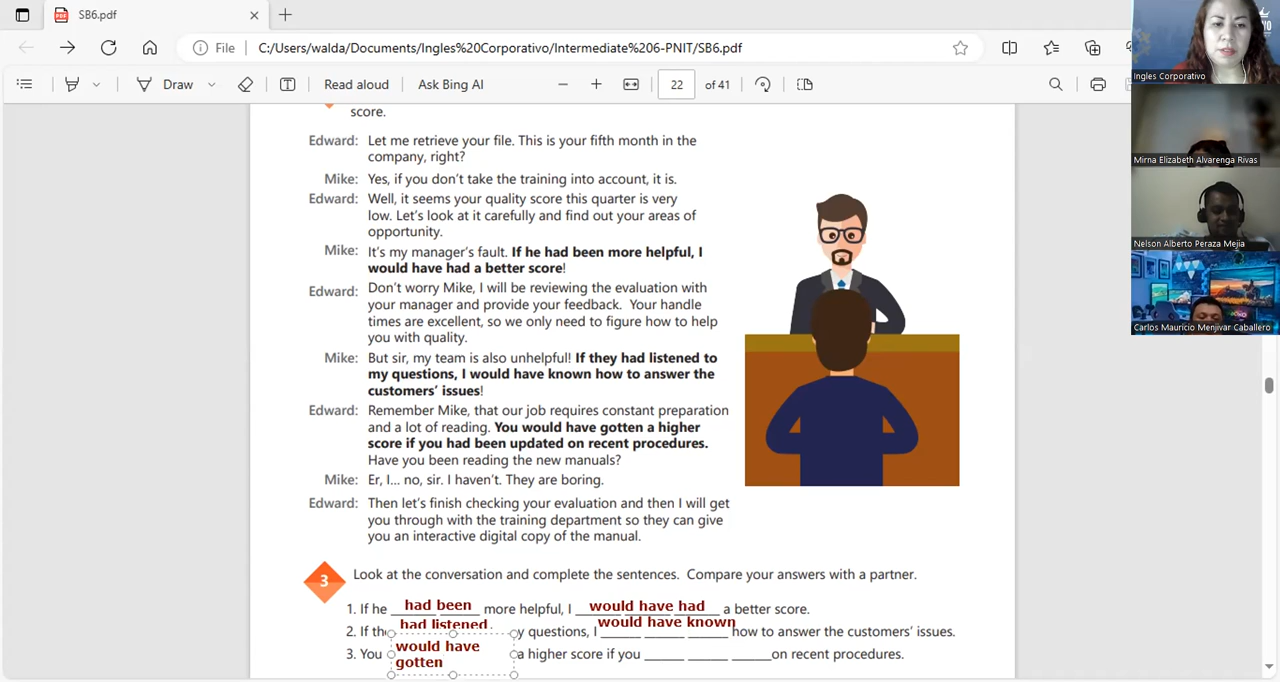 SB6.pdf
File
C:/Users/walda/Documents/Ingles%20Corporativo/Intermediate%206-PNIT/SB6.pdf
Draw
Read aloud
Ask Bing AI
22 of 41
Ingles Corporativo
Mirna Elizabeth Alvarenga Rivas
Nelson Alberto Peraza Mejia
Carlos Mauricio Menjivar Caballero
score.
Edward: Let me retrieve your file. This is your fifth month in the
company, right?
Mike: Yes, if you don't take the training into account, it is.
Edward: Well, it seems your quality score this quarter is very
low. Let's look at it carefully and find out your areas of
opportunity.
Mike: It's my manager's fault. If he had been more helpful, I
would have had a better score!
Edward: Don't worry Mike, I will be reviewing the evaluation with
your manager and provide your feedback. Your handle
times are excellent, so we only need to figure how to help
you with quality.
Mike: But sir, my team is also unhelpful! If they had listened to
my questions, I would have known how to answer the
customers' issues!
Edward: Remember Mike, that our job requires constant preparation
and a lot of reading. You would have gotten a higher
score if you had been updated on recent procedures.
Have you been reading the new manuals?
Mike: Er, I... no, sir. I haven't. They are boring.
Edward: Then let's finish checking your evaluation and then I will get
you through with the training department so they can give
you an interactive digital copy of the manual.
3 Look at the conversation and complete the sentences. Compare your answers with a partner.
1. If he had been more helpful, I would have had a better score.
2. If the had listened y questions, I would have known how to answer the customers' issues.
3. You would have
gotten a higher score if you ______ ______ ______on recent procedures.